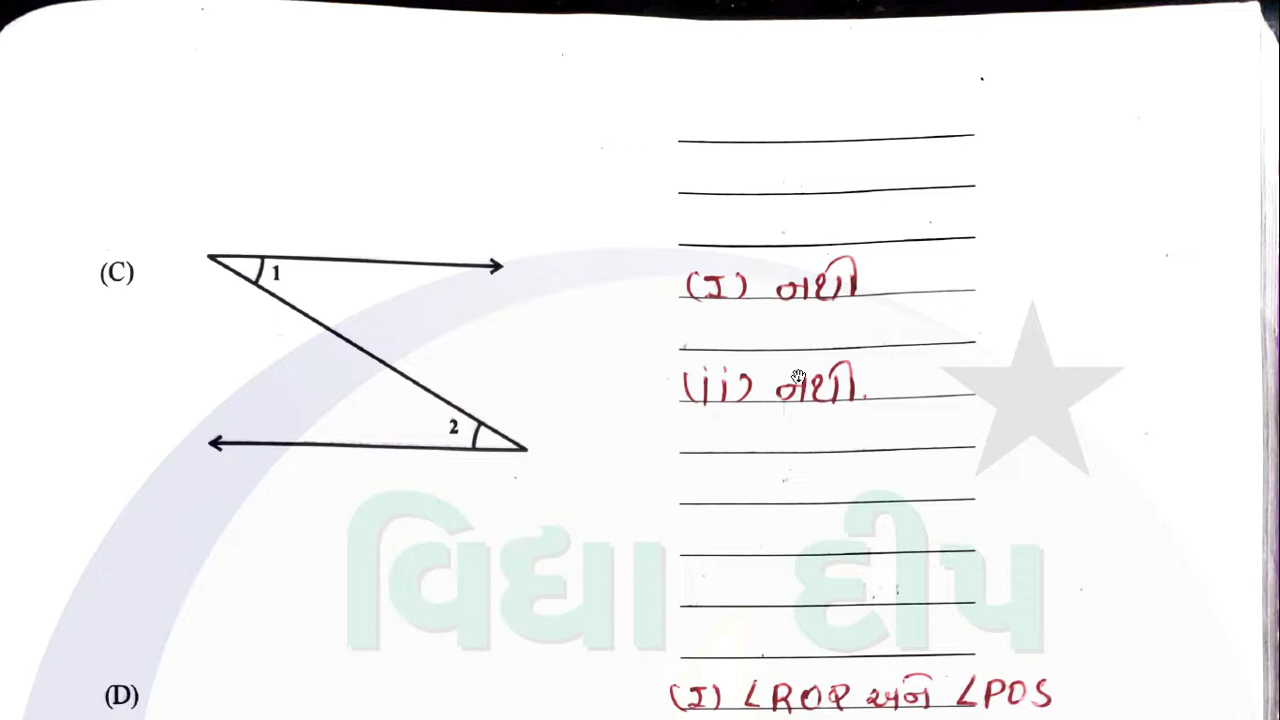 (C)
1
(I) નથી
(ii) નથી.
2
વિદ્યા દીપ
(D)
(I) ∠ROQ અને ∠POS